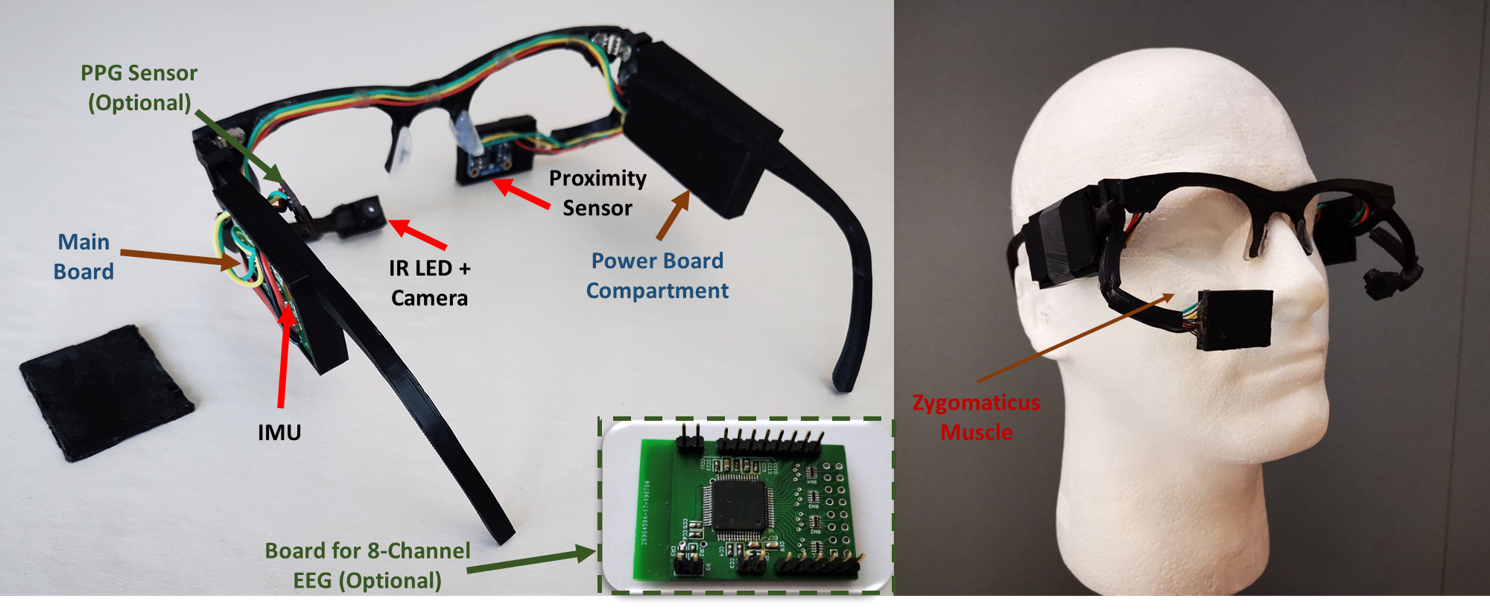 PPG Sensor
(Optional)
Main
Board
IMU
IR LED +
Camera
Proximity
Sensor
Power Board
Compartment
Board for 8-Channel
EEG (Optional)
Zygomaticus
Muscle